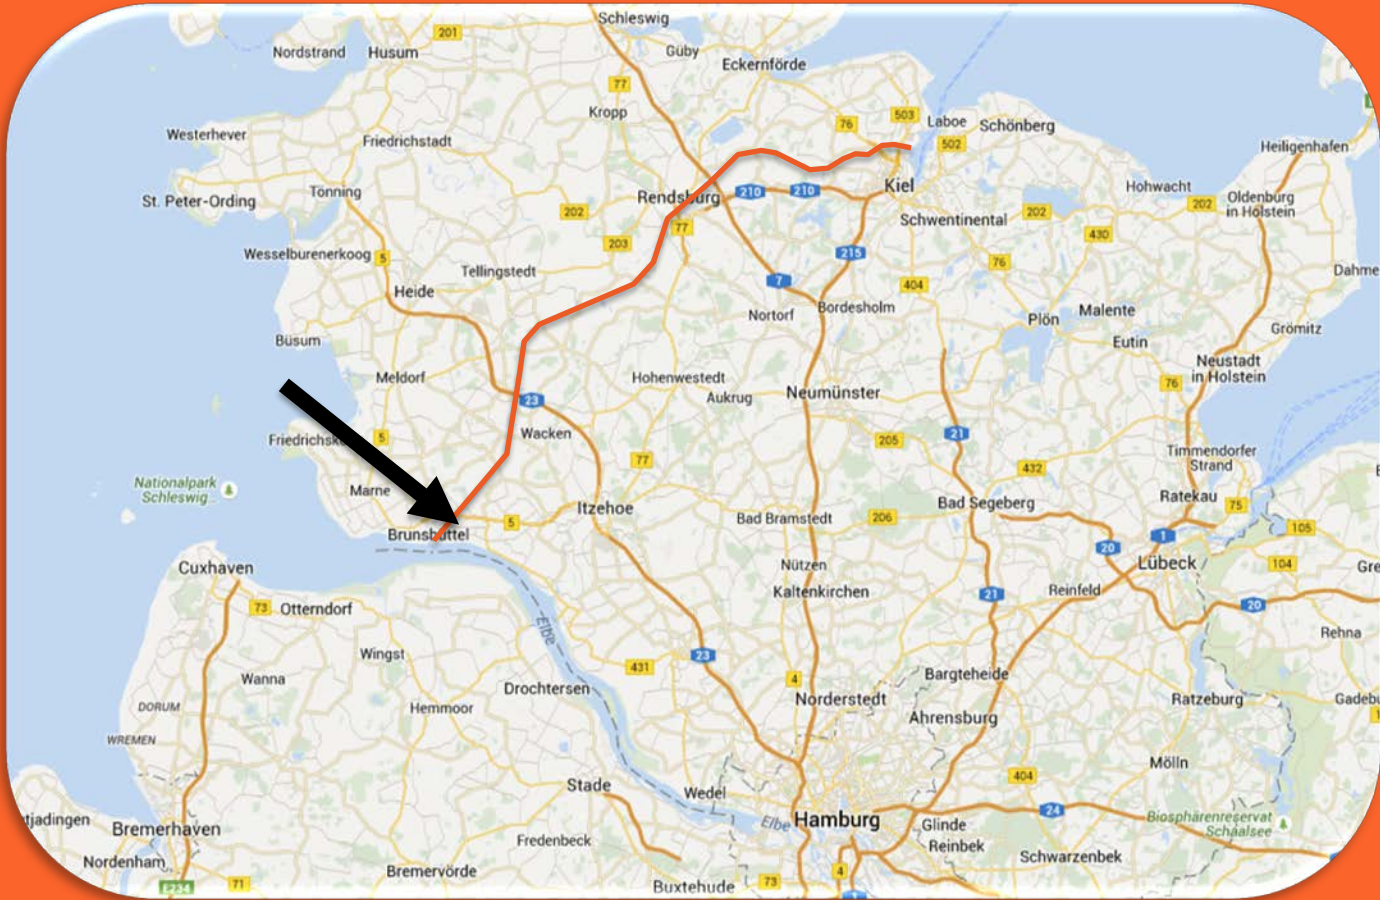 Schleswig
201
Nordstrand
Husum
Güby
Eckernförde
77
Kropp
503
76
Laboe
Schönberg
Westerhever
Friedrichstadt
502
Heiligenhafen
Tönning
210
210
Kiel
Hohwacht
St. Peter-Ording
Rendsburg
202
Oldenburg
in Holstein
202
202
Schwentinental
77
430
203
Wesselburenerkoog
5
215
76
Tellingstedt
Dahme
7
404
Heide
Nortorf
Bordesholm
Plön
Malente
Grömitz
Büsum
Eutin
Neustadt
in Holstein
Meldorf
Hohenwestedt
76
Aukrug
Neumünster
23
Wacken
5
21
205
Timmendorfer
Strand
77
432
Nationalpark
Schleswig...
Marne
Ratekau
Itzehoe
Bad Segeberg
75
5
Bad Bramstedt
206
105
Brunsbüttel
1
20
Cuxhaven
Nützen
Lübeck
104
Kaltenkirchen
21
Reinfeld
73
Otterndorf
20
Elbe
Rehna
Wingst
23
431
Wanna
4
Bargteheide
Drochtersen
Norderstedt
Ratzeburg
DORUM
Hemmoor
Ahrensburg
WREMEN
Mölln
404
Stade
Wedel
24
Elbe
Hamburg
Glinde
Biosphärenreservat
Schaalsee
Bremerhaven
Fredenbeck
Reinbek
Schwarzenbek
Nordenham
Bremervörde
4
E234
71
Buxtehude
73